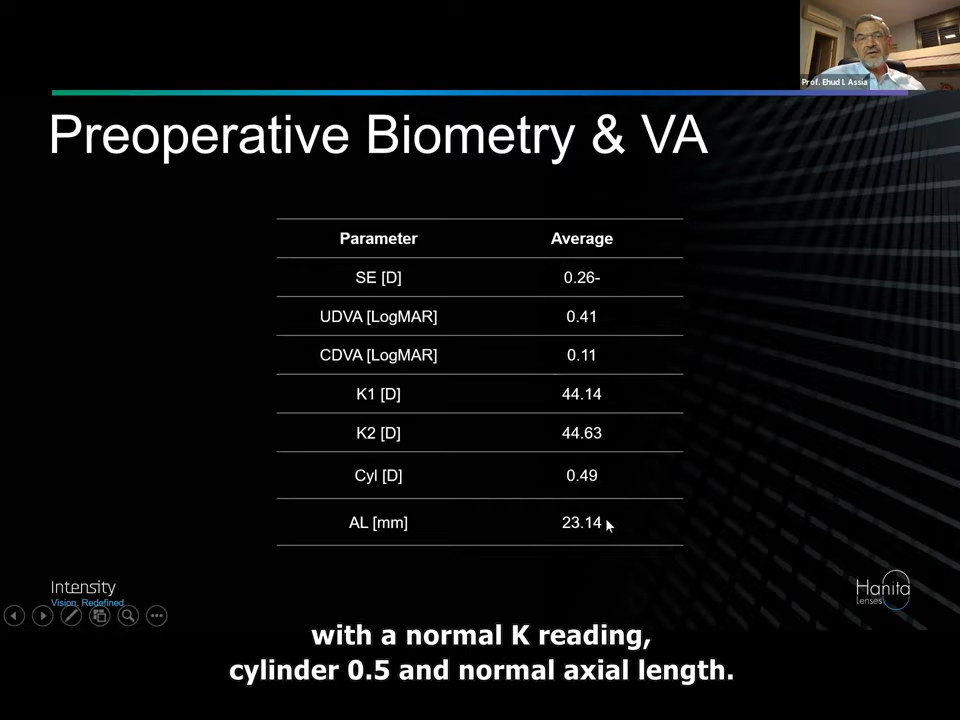 Prof. Ehud I. Assia
Preoperative Biometry & VA
Parameter Average
SE [D] 0.26-
UDVA [LogMAR] 0.41
CDVA [LogMAR] 0.11
K1 [D] 44.14
K2 [D] 44.63
Cyl [D] 0.49
AL [mm] 23.14
Intensity
Vision. Redefined
Hanita
Lenses
with a normal K reading,
cylinder 0.5 and normal axial length.